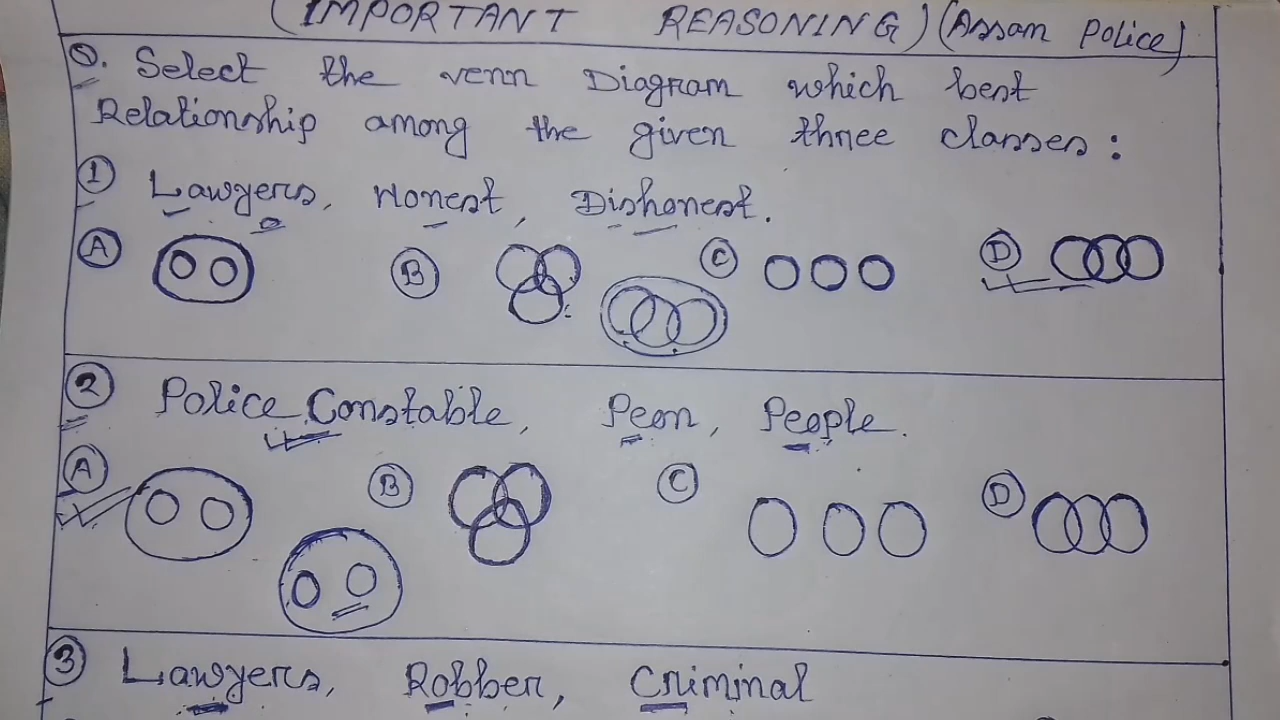 (IMPORTANT REASONING) (Assam Police)
Q. Select the venn Diagram which best
Relationship among the given three classes:
① Lawyers, Honest, Dishonest.
Ⓐ Ⓑ Ⓒ Ⓓ
② Police Constable, Peon, People.
Ⓐ Ⓑ Ⓒ Ⓓ
③ Lawyers, Robber, Criminal